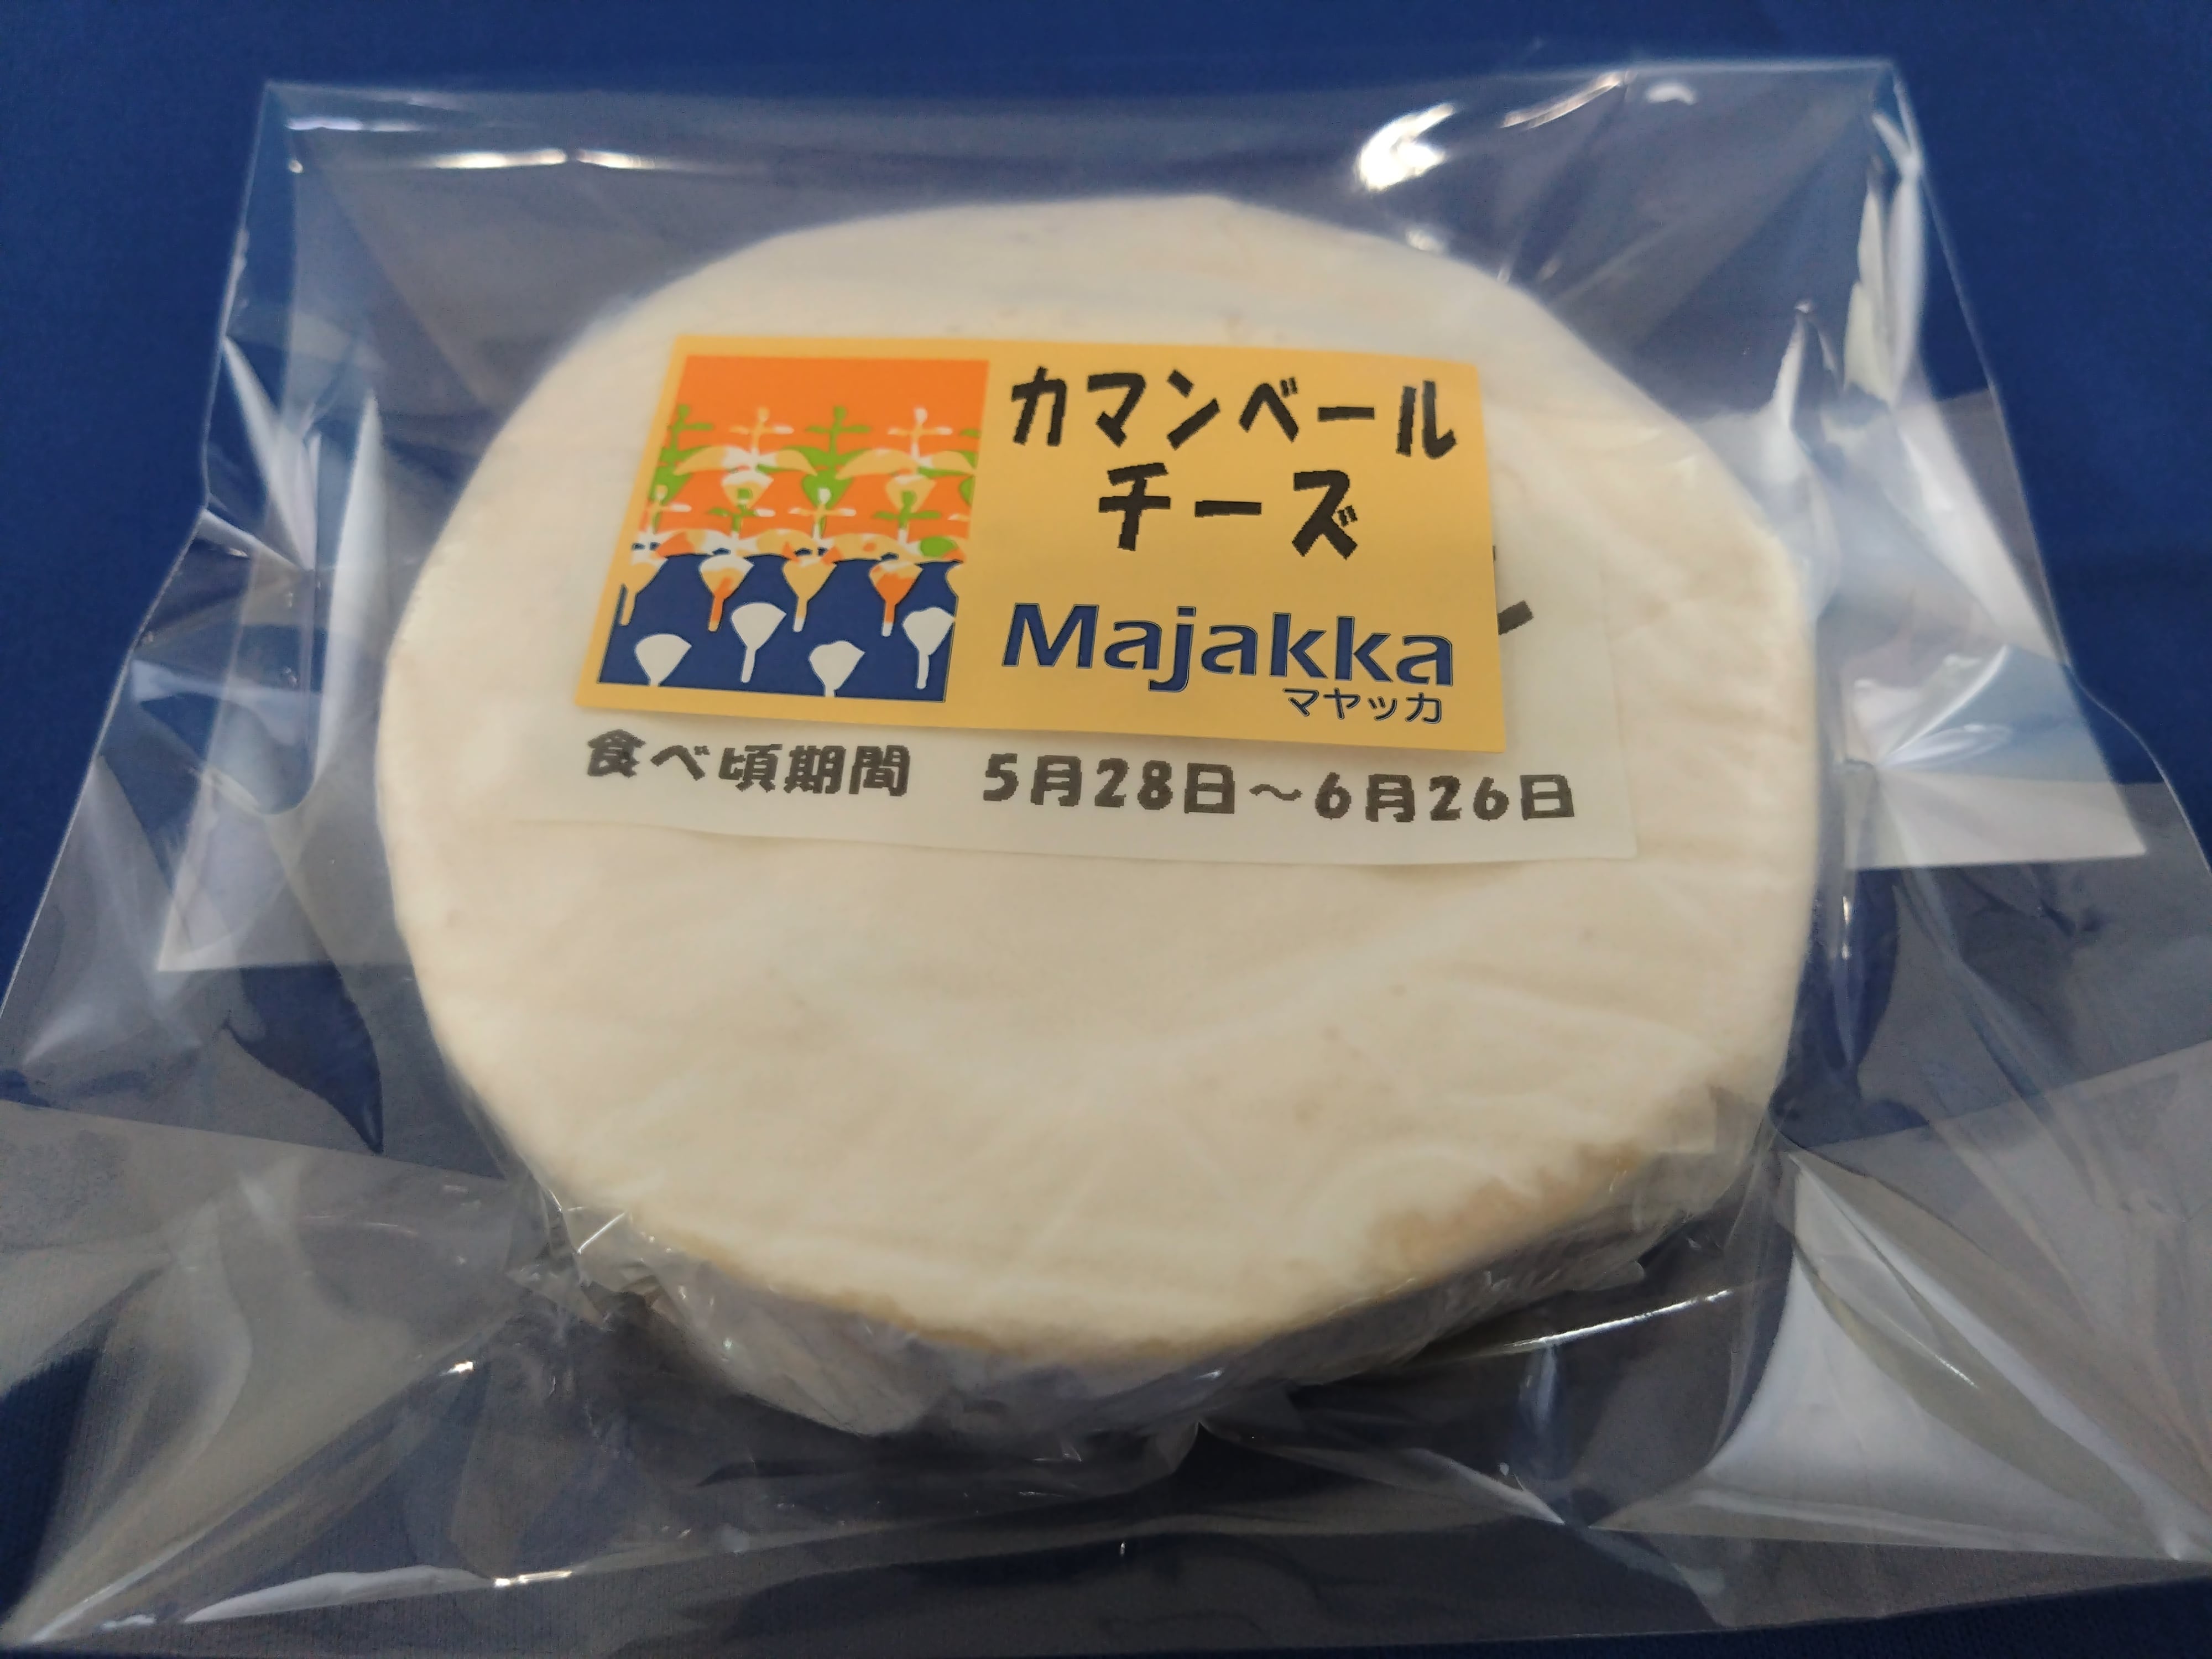 カマンベール
チーズ
Majakka
マヤッカ
食べ頃期間　5月28日～6月26日